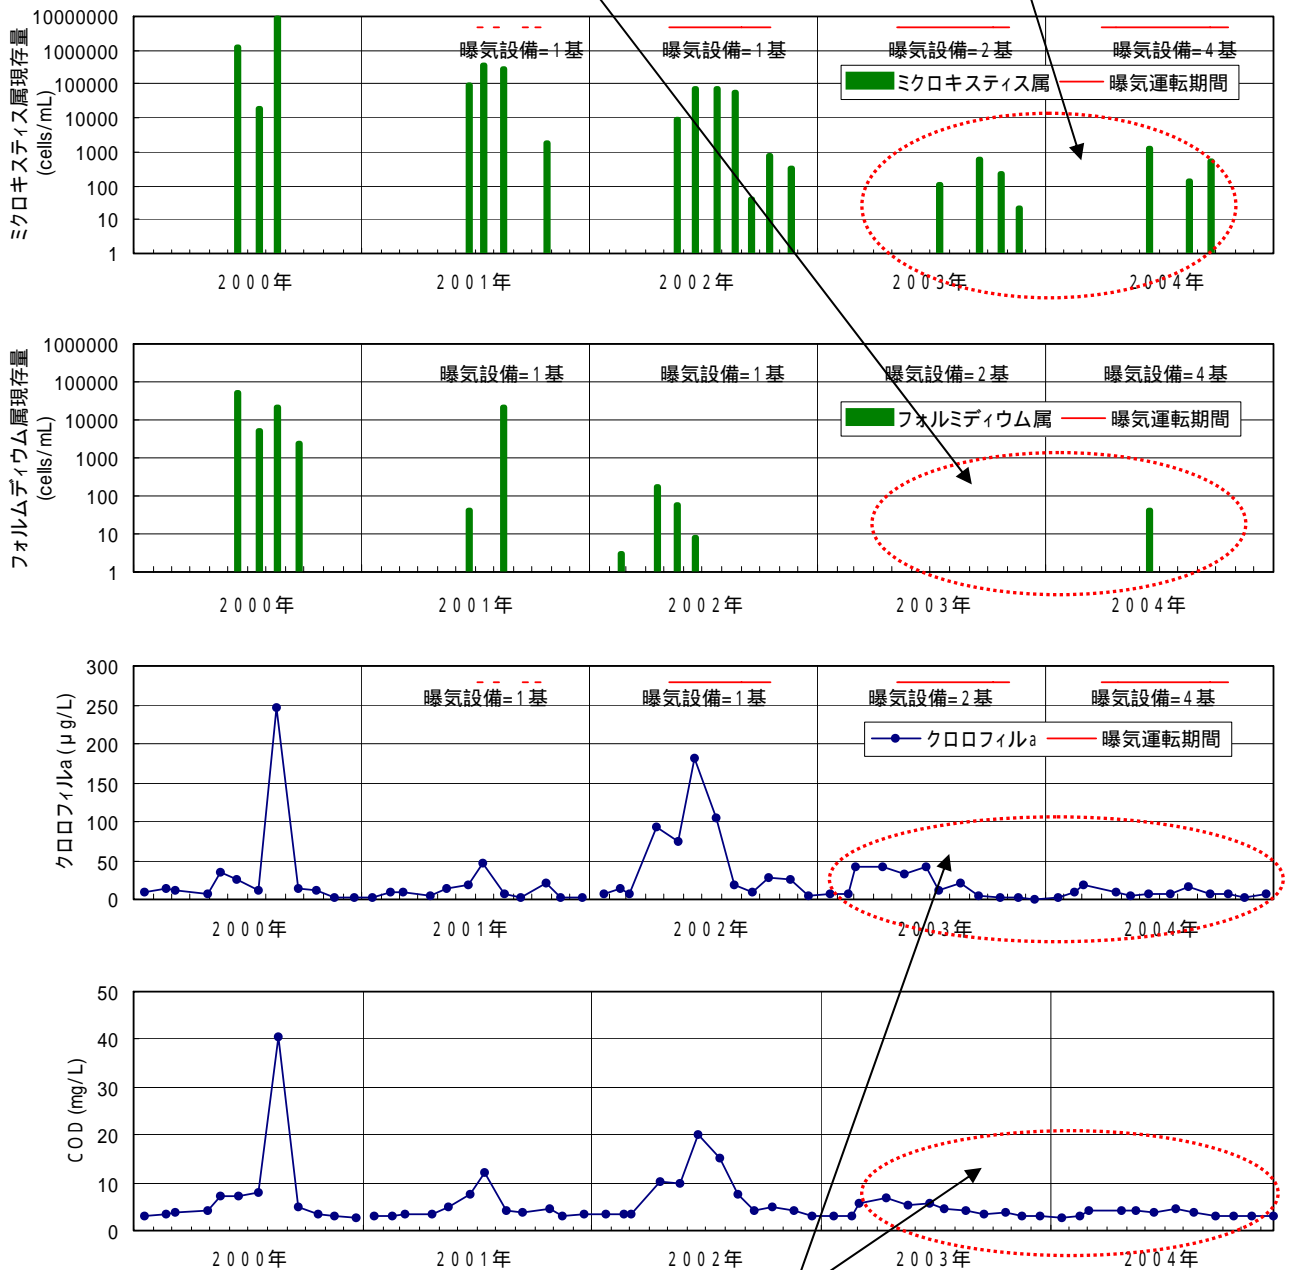 ミクロキスティス属現存量
(cells/mL)
10000000
1000000
100000
10000
1000
100
10
1
曝気設備=1基
曝気設備=1基
曝気設備=2基
曝気設備=4基
ミクロキスティス属 曝気運転期間
2000年 2001年 2002年 2003年 2004年
フォルムディウム属現存量
(cells/mL)
1000000
100000
10000
1000
100
10
1
曝気設備=1基
曝気設備=1基
曝気設備=2基
曝気設備=4基
フォルミディウム属 曝気運転期間
2000年 2001年 2002年 2003年 2004年
クロロフィルa(μg/L)
300
250
200
150
100
50
0
曝気設備=1基
曝気設備=1基
曝気設備=2基
曝気設備=4基
クロロフィルa 曝気運転期間
2000年 2001年 2002年 2003年 2004年
COD(mg/L)
50
40
30
20
10
0
2000年 2001年 2002年 2003年 2004年